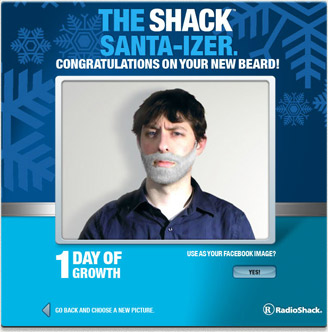 THE SHACK™
SANTA-IZER.
CONGRATULATIONS ON YOUR NEW BEARD!
1 DAY OF
GROWTH
USE AS YOUR FACEBOOK IMAGE?
YES!
GO BACK AND CHOOSE A NEW PICTURE.
R RadioShack.